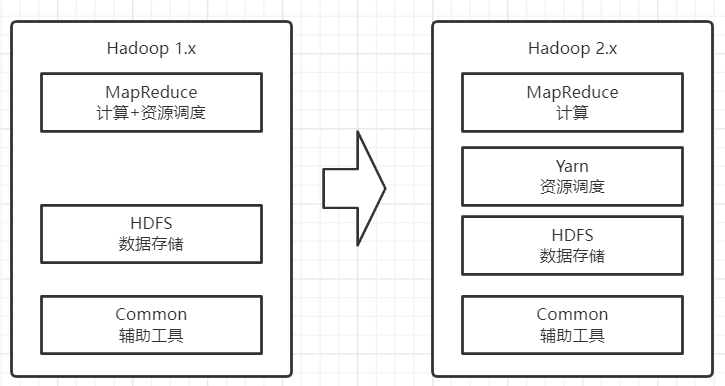 Hadoop 1.x
MapReduce
计算+资源调度
HDFS
数据存储
Common
辅助工具
Hadoop 2.x
MapReduce
计算
Yarn
资源调度
HDFS
数据存储
Common
辅助工具